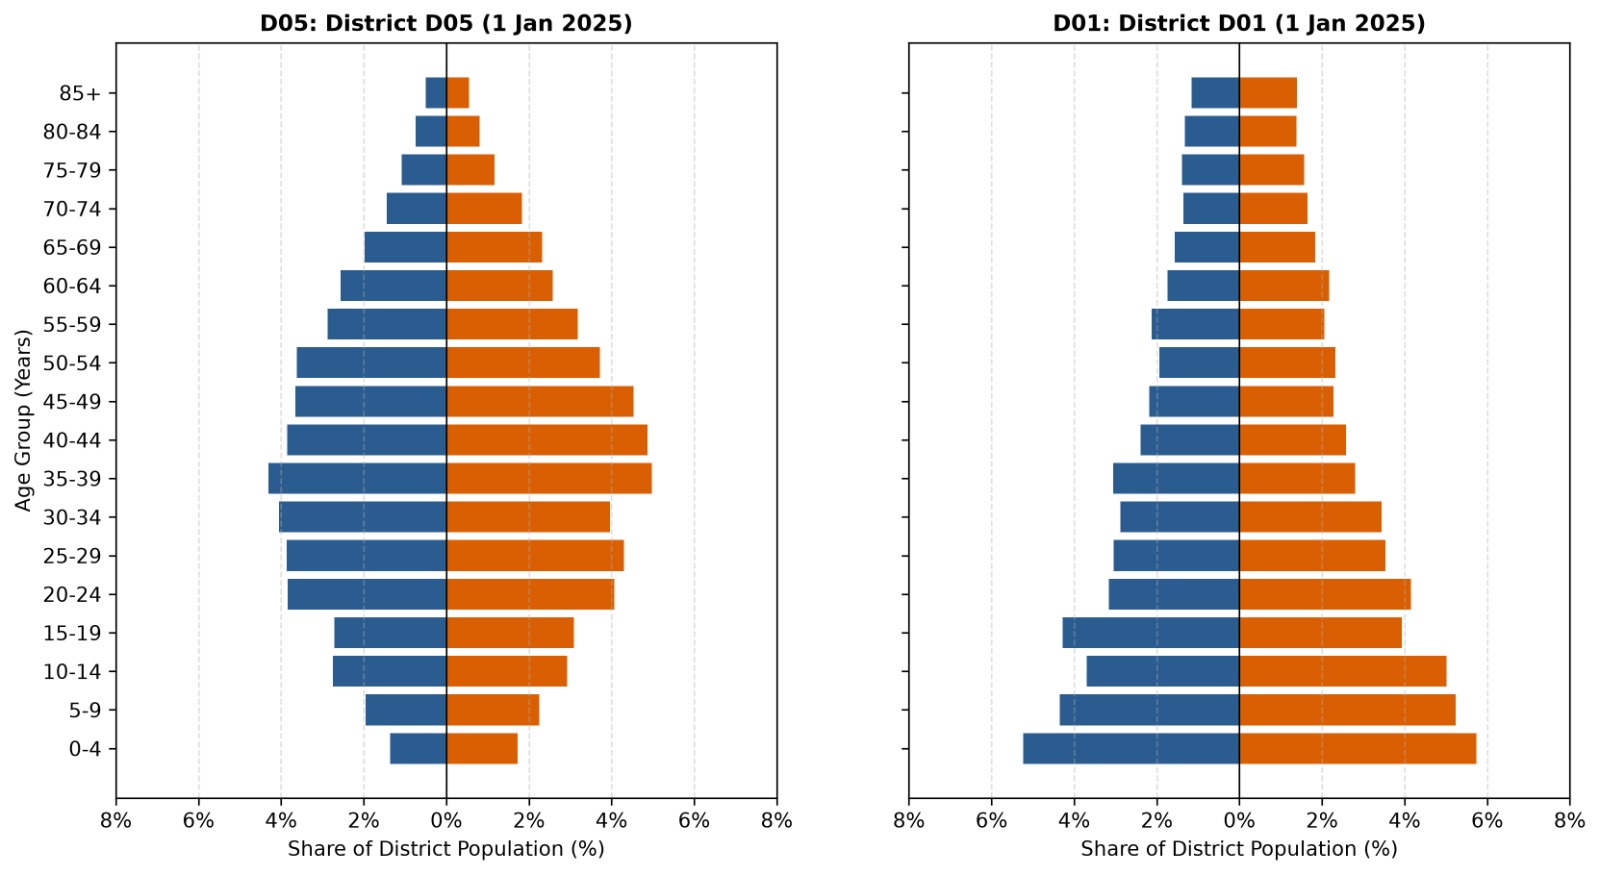 D05: District D05 (1 Jan 2025)
Age Group (Years)
85+
80-84
75-79
70-74
65-69
60-64
55-59
50-54
45-49
40-44
35-39
30-34
25-29
20-24
15-19
10-14
5-9
0-4
8% 6% 4% 2% 0% 2% 4% 6% 8%
Share of District Population (%)
D01: District D01 (1 Jan 2025)
8% 6% 4% 2% 0% 2% 4% 6% 8%
Share of District Population (%)